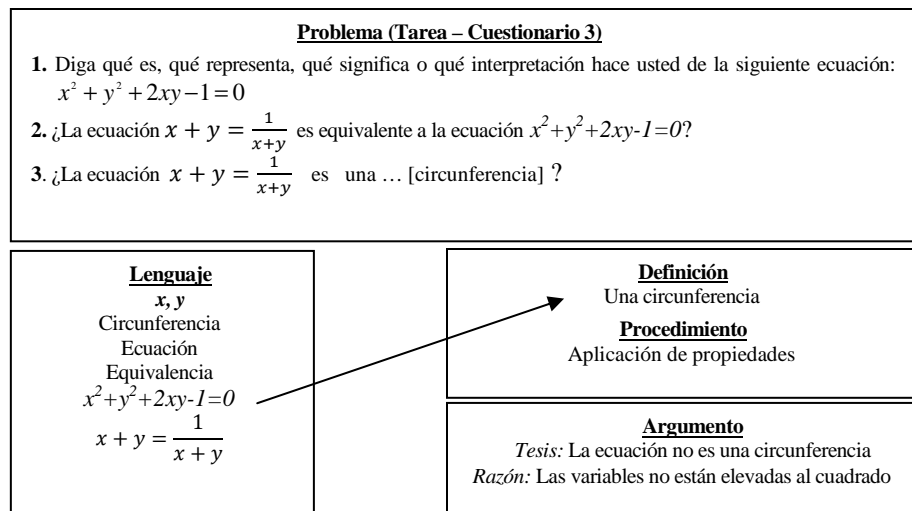 Problema (Tarea – Cuestionario 3)
1. Diga qué es, qué representa, qué significa o qué interpretación hace usted de la siguiente ecuación:
x² + y² + 2xy − 1 = 0
2. ¿La ecuación x + y = 1/(x+y) es equivalente a la ecuación x²+y²+2xy-1=0?
3. ¿La ecuación x + y = 1/(x+y) es una … [circunferencia] ?
Lenguaje
x, y
Circunferencia
Ecuación
Equivalencia
x²+y²+2xy-1=0
x + y = 1/(x + y)
Definición
Una circunferencia
Procedimiento
Aplicación de propiedades
Argumento
Tesis: La ecuación no es una circunferencia
Razón: Las variables no están elevadas al cuadrado